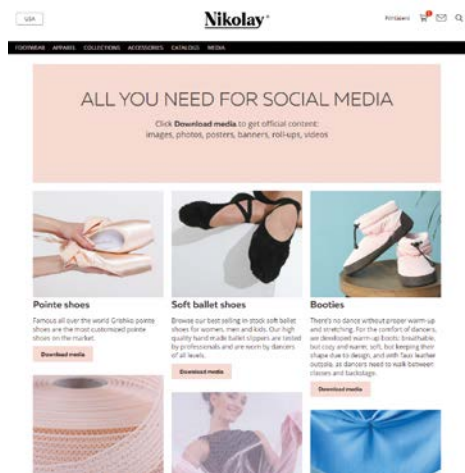 USA
Nikolay®
FOOTWEAR APPAREL COLLECTIONS ACCESSORIES CATALOGS MEDIA
ALL YOU NEED FOR SOCIAL MEDIA
Click Download media to get official content:
images, photos, posters, banners, roll-ups, videos
Pointe shoes
Famous all over the world Grishko pointe
shoes are the most customized pointe
shoes on the market.
Download media
Soft ballet shoes
Browse our best selling in-stock soft ballet
shoes for women, men and kids. Our high
quality hand made ballet slippers are tested
by professionals and are worn by dancers
of all levels.
Download media
Booties
There's no dance without proper warm-up
and stretching. For the comfort of dancers,
we developed warm-up boots: breathable,
but cozy and warm, soft, but keeping their
shape due to design, and with faux leather
outsole, as dancers need to walk between
classes and backstage.
Download media